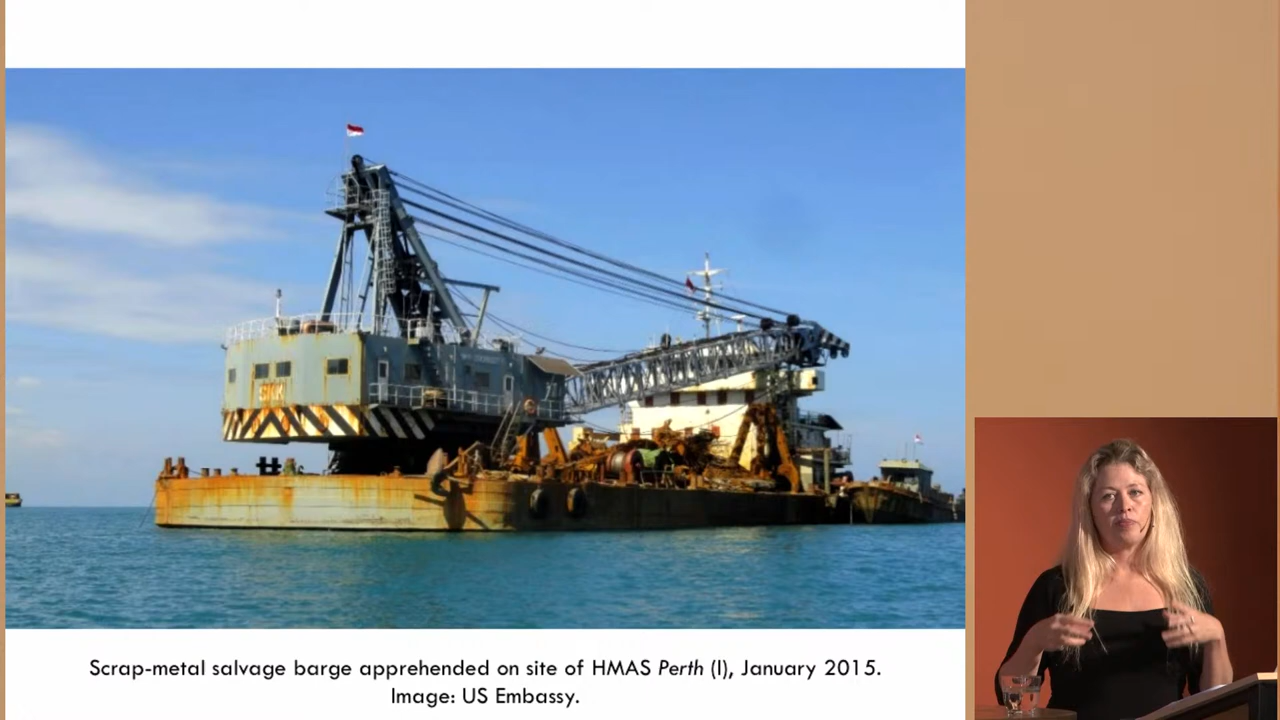 Scrap-metal salvage barge apprehended on site of HMAS Perth (I), January 2015.
Image: US Embassy.